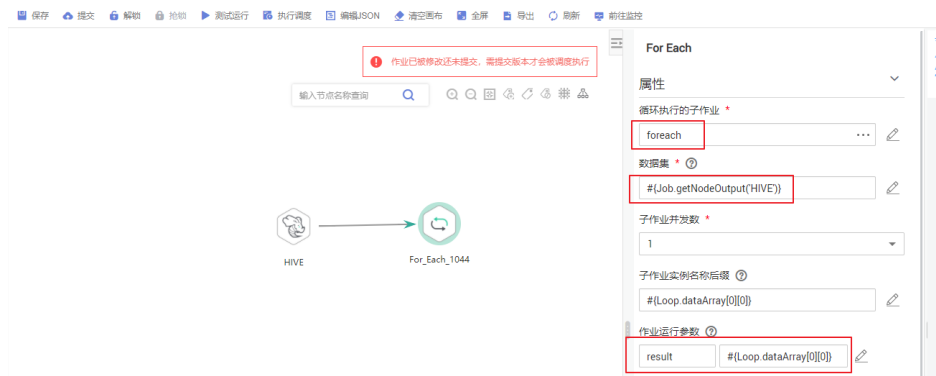 保存 提交 解锁 抢锁 测试运行 执行调度 编辑JSON 清空画布 全屏 导出 刷新 前往监控
作业已被修改还未提交，需提交版本才会被调度执行
输入节点名称查询
HIVE
For_Each_1044
For Each
属性
循环执行的子作业 *
foreach ...
数据集 * ?
#{Job.getNodeOutput('HIVE')}
子作业并发数 *
1
子作业实例名称后缀 ?
#{Loop.dataArray[0][0]}
作业运行参数 ?
result #{Loop.dataArray[0][0]}